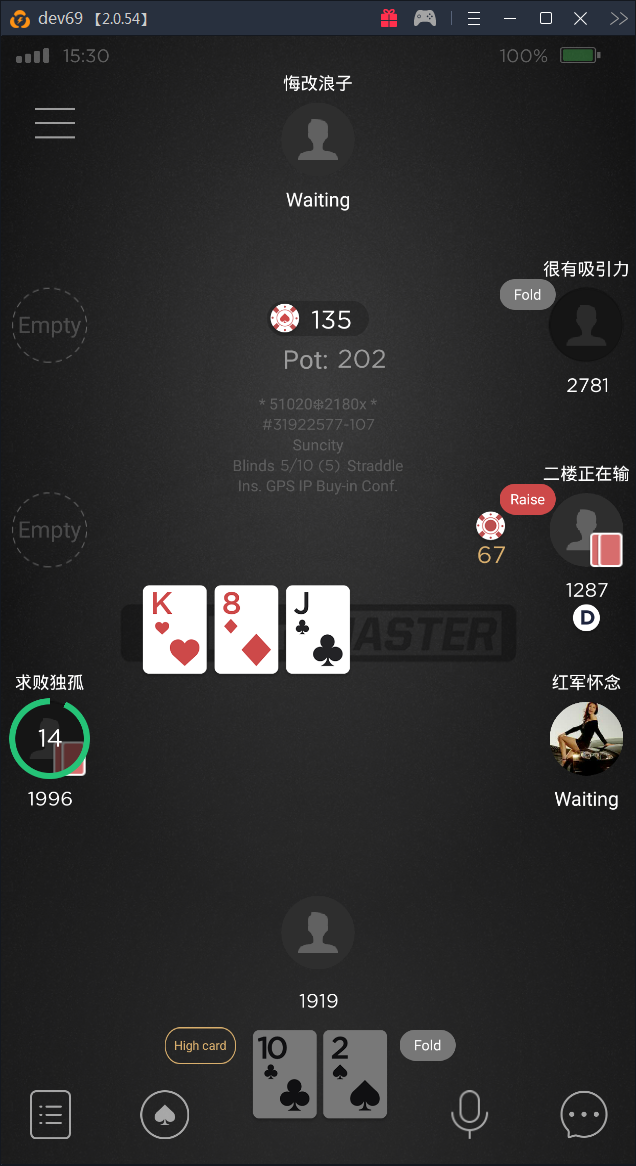 dev69 【2.0.54】
15:30
100%
悔改浪子
Waiting
很有吸引力
Fold
Empty
135
2781
Pot: 202
* 51020❄2180x *
#31922577-107
Suncity
Blinds 5/10 (5) Straddle
Ins. GPS IP Buy-in Conf.
二楼正在输
Raise
Empty
67
1287
D
K
8
J
ASTER
求败独孤
红军怀念
14
1996
Waiting
1919
High card
10
2
Fold